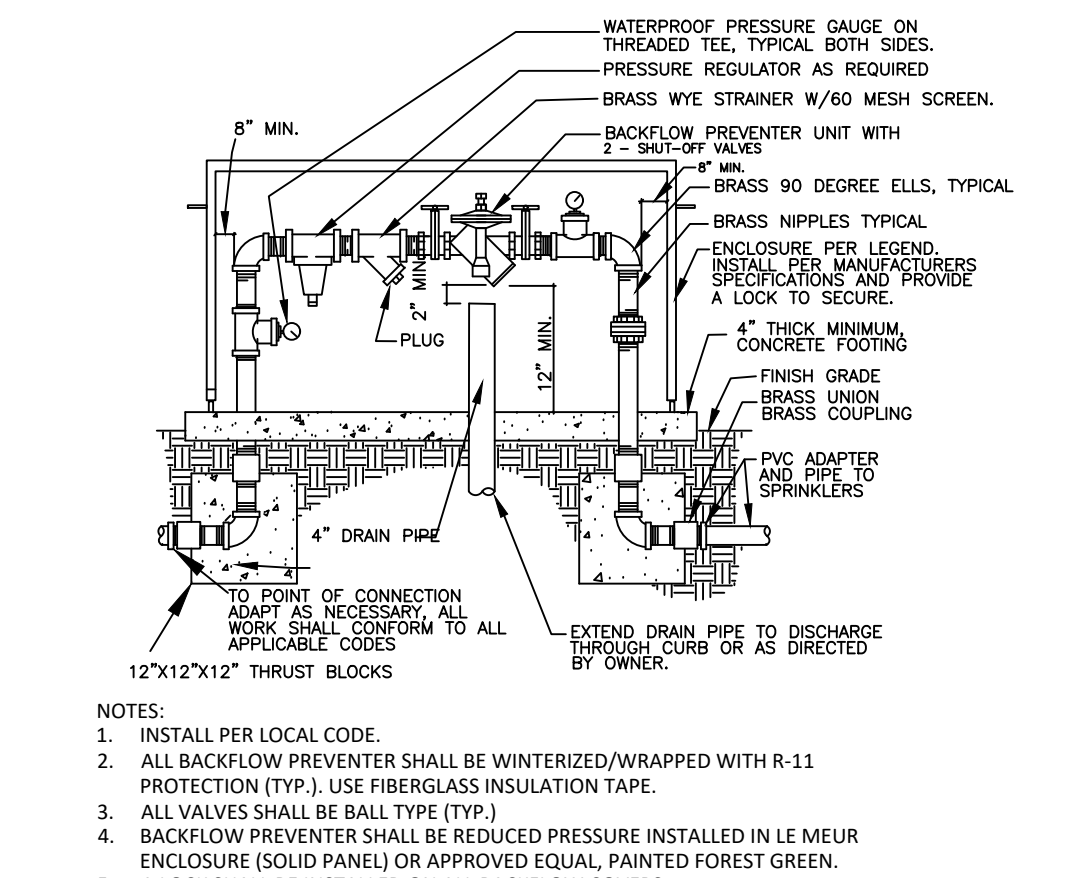 WATERPROOF PRESSURE GAUGE ON
THREADED TEE, TYPICAL BOTH SIDES.
PRESSURE REGULATOR AS REQUIRED
BRASS WYE STRAINER W/60 MESH SCREEN.
8" MIN.
BACKFLOW PREVENTER UNIT WITH
2 - SHUT-OFF VALVES
8" MIN.
BRASS 90 DEGREE ELLS, TYPICAL
BRASS NIPPLES TYPICAL
ENCLOSURE PER LEGEND.
INSTALL PER MANUFACTURERS
SPECIFICATIONS AND PROVIDE
A LOCK TO SECURE.
2" MIN.
PLUG
12" MIN.
4" THICK MINIMUM,
CONCRETE FOOTING
FINISH GRADE
BRASS UNION
BRASS COUPLING
PVC ADAPTER
AND PIPE TO
SPRINKLERS
4" DRAIN PIPE
TO POINT OF CONNECTION
ADAPT AS NECESSARY, ALL
WORK SHALL CONFORM TO ALL
APPLICABLE CODES
EXTEND DRAIN PIPE TO DISCHARGE
THROUGH CURB OR AS DIRECTED
BY OWNER.
12"X12"X12" THRUST BLOCKS
NOTES:
1. INSTALL PER LOCAL CODE.
2. ALL BACKFLOW PREVENTER SHALL BE WINTERIZED/WRAPPED WITH R-11
PROTECTION (TYP.). USE FIBERGLASS INSULATION TAPE.
3. ALL VALVES SHALL BE BALL TYPE (TYP.)
4. BACKFLOW PREVENTER SHALL BE REDUCED PRESSURE INSTALLED IN LE MEUR
ENCLOSURE (SOLID PANEL) OR APPROVED EQUAL, PAINTED FOREST GREEN.